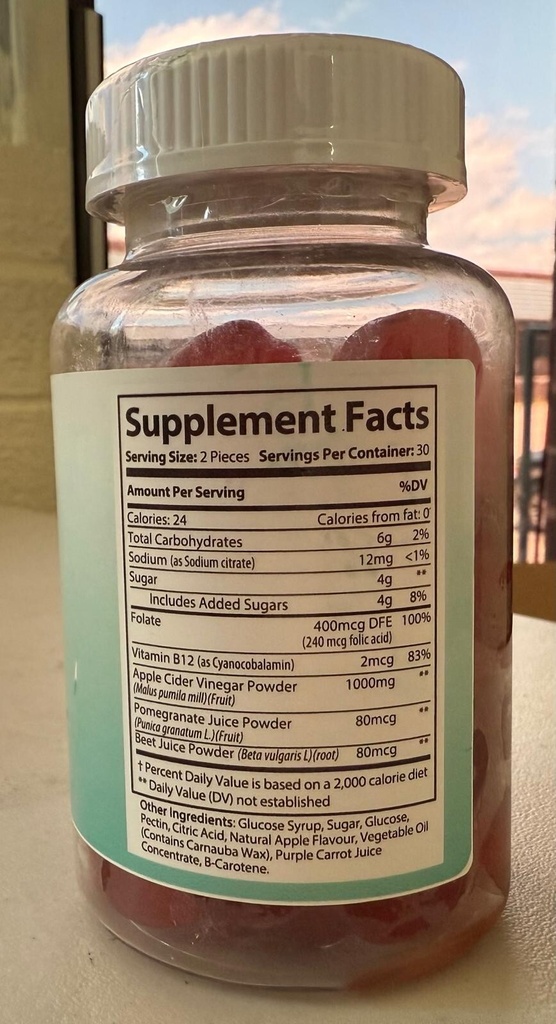 Supplement Facts
Serving Size: 2 Pieces Servings Per Container: 30
Amount Per Serving %DV
Calories: 24 Calories from fat: 0
Total Carbohydrates 6g 2%
Sodium (as Sodium citrate) 12mg <1%
Sugar 4g **
Includes Added Sugars 4g 8%
Folate 400mcg DFE 100%
(240 mcg folic acid)
Vitamin B12 (as Cyanocobalamin) 2mcg 83%
Apple Cider Vinegar Powder 1000mg **
(Malus pumila mill)(Fruit)
Pomegranate Juice Powder 80mcg **
(Punica granatum L.)(Fruit)
Beet Juice Powder (Beta vulgaris L)(root) 80mcg **
† Percent Daily Value is based on a 2,000 calorie diet
** Daily Value (DV) not established
Other Ingredients: Glucose Syrup, Sugar, Glucose,
Pectin, Citric Acid, Natural Apple Flavour, Vegetable Oil
(Contains Carnauba Wax), Purple Carrot Juice
Concentrate, B-Carotene.